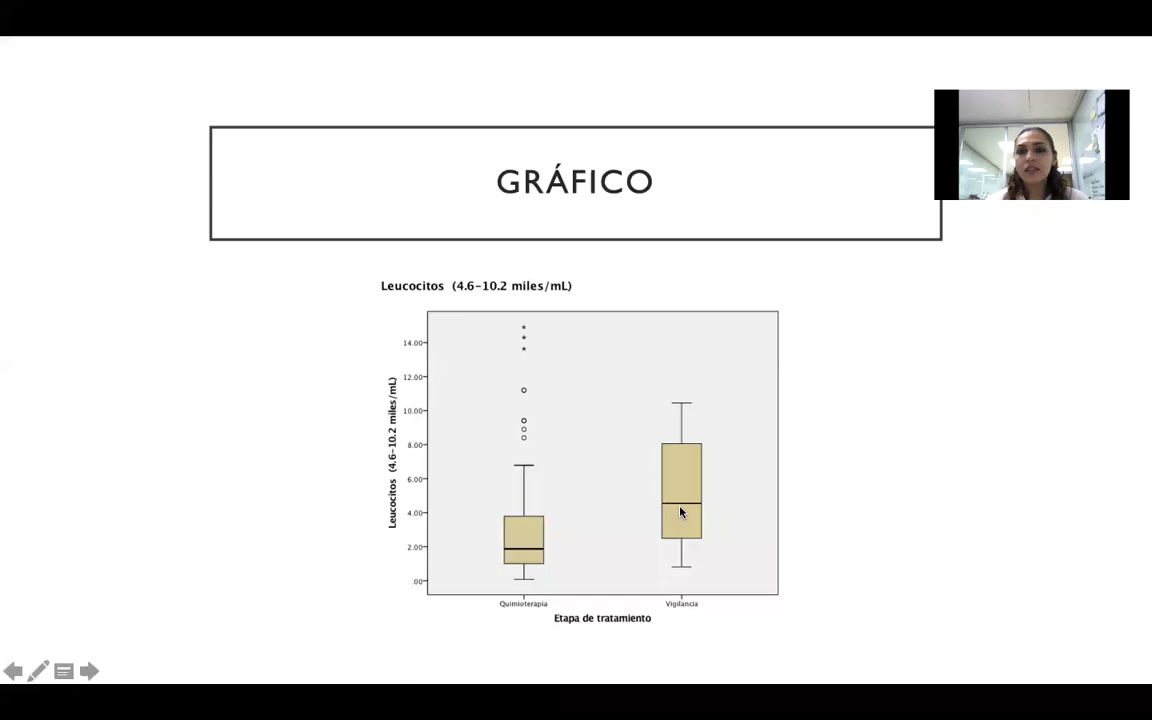 GRÁFICO
Leucocitos (4.6-10.2 miles/mL)
Leucocitos (4.6-10.2 miles/mL)
14.00
12.00
10.00
8.00
6.00
4.00
2.00
.00
Quimioterapia
Vigilancia
Etapa de tratamiento